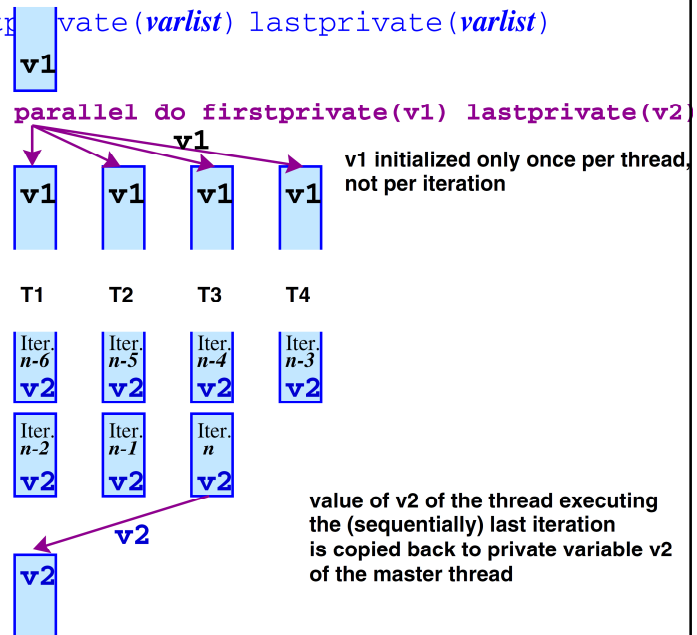 vate(varlist) lastprivate(varlist)
v1
parallel do firstprivate(v1) lastprivate(v2)
v1
v1 initialized only once per thread,
not per iteration
v1 v1 v1 v1
T1 T2 T3 T4
Iter. Iter. Iter. Iter.
n-6 n-5 n-4 n-3
v2 v2 v2 v2
Iter. Iter. Iter.
n-2 n-1 n
v2 v2 v2
value of v2 of the thread executing
the (sequentially) last iteration
is copied back to private variable v2
of the master thread
v2
v2